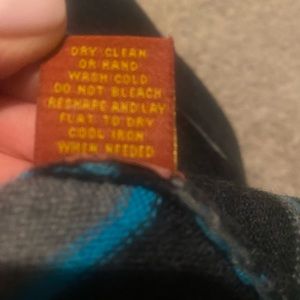 DRY CLEAN
OR HAND
WASH COLD
DO NOT BLEACH
RESHAPE AND LAY
FLAT TO DRY
COOL IRON
WHEN NEEDED